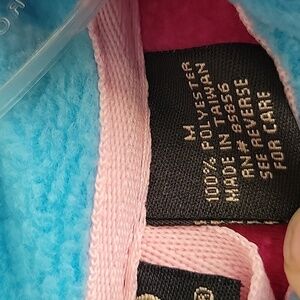 M
100% POLYESTER
MADE IN TAIWAN
RN# 85856
SEE REVERSE
FOR CARE